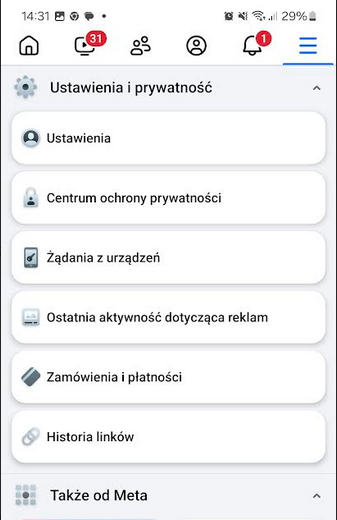 14:31 29%
31 1
Ustawienia i prywatność
Ustawienia
Centrum ochrony prywatności
Żądania z urządzeń
Ostatnia aktywność dotycząca reklam
Zamówienia i płatności
Historia linków
Także od Meta